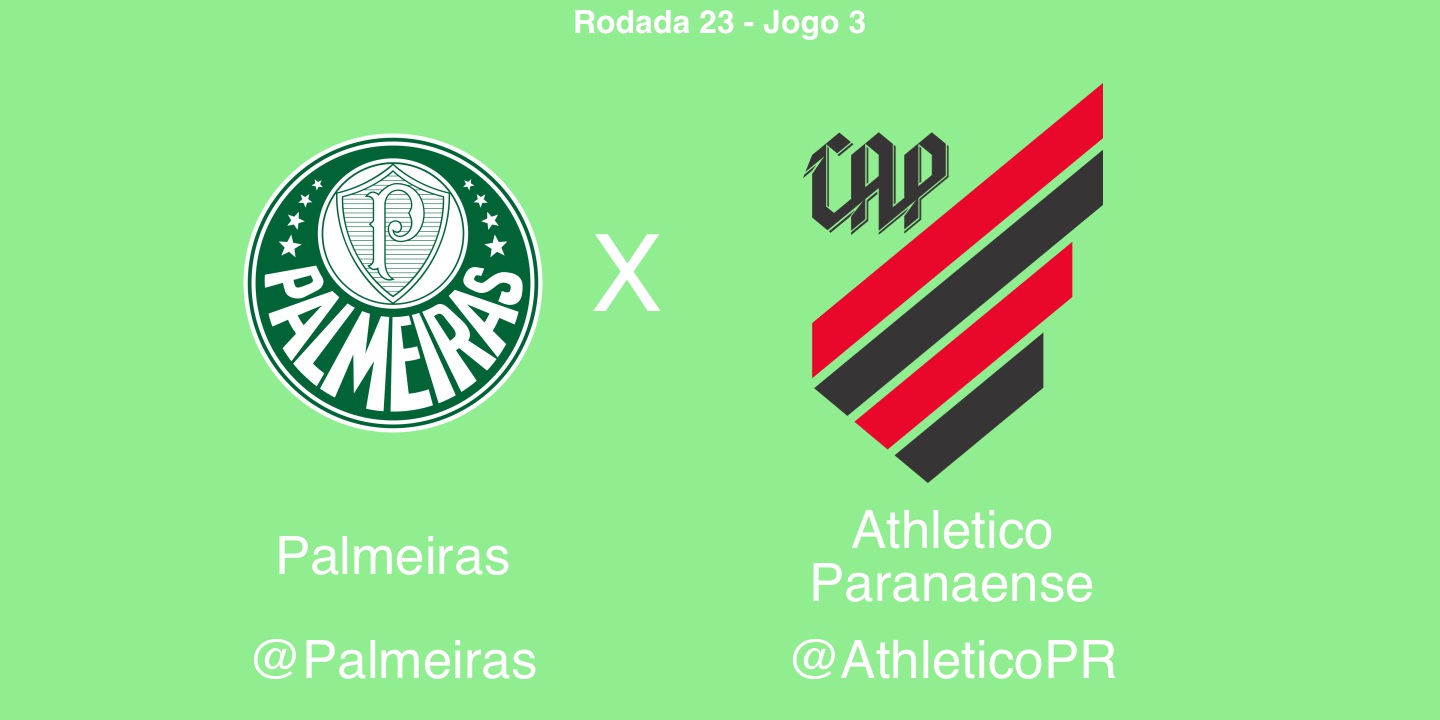 Rodada 23 - Jogo 3
P
PALMEIRAS
X
CAP
Palmeiras
Athletico
Paranaense
@Palmeiras
@AthleticoPR